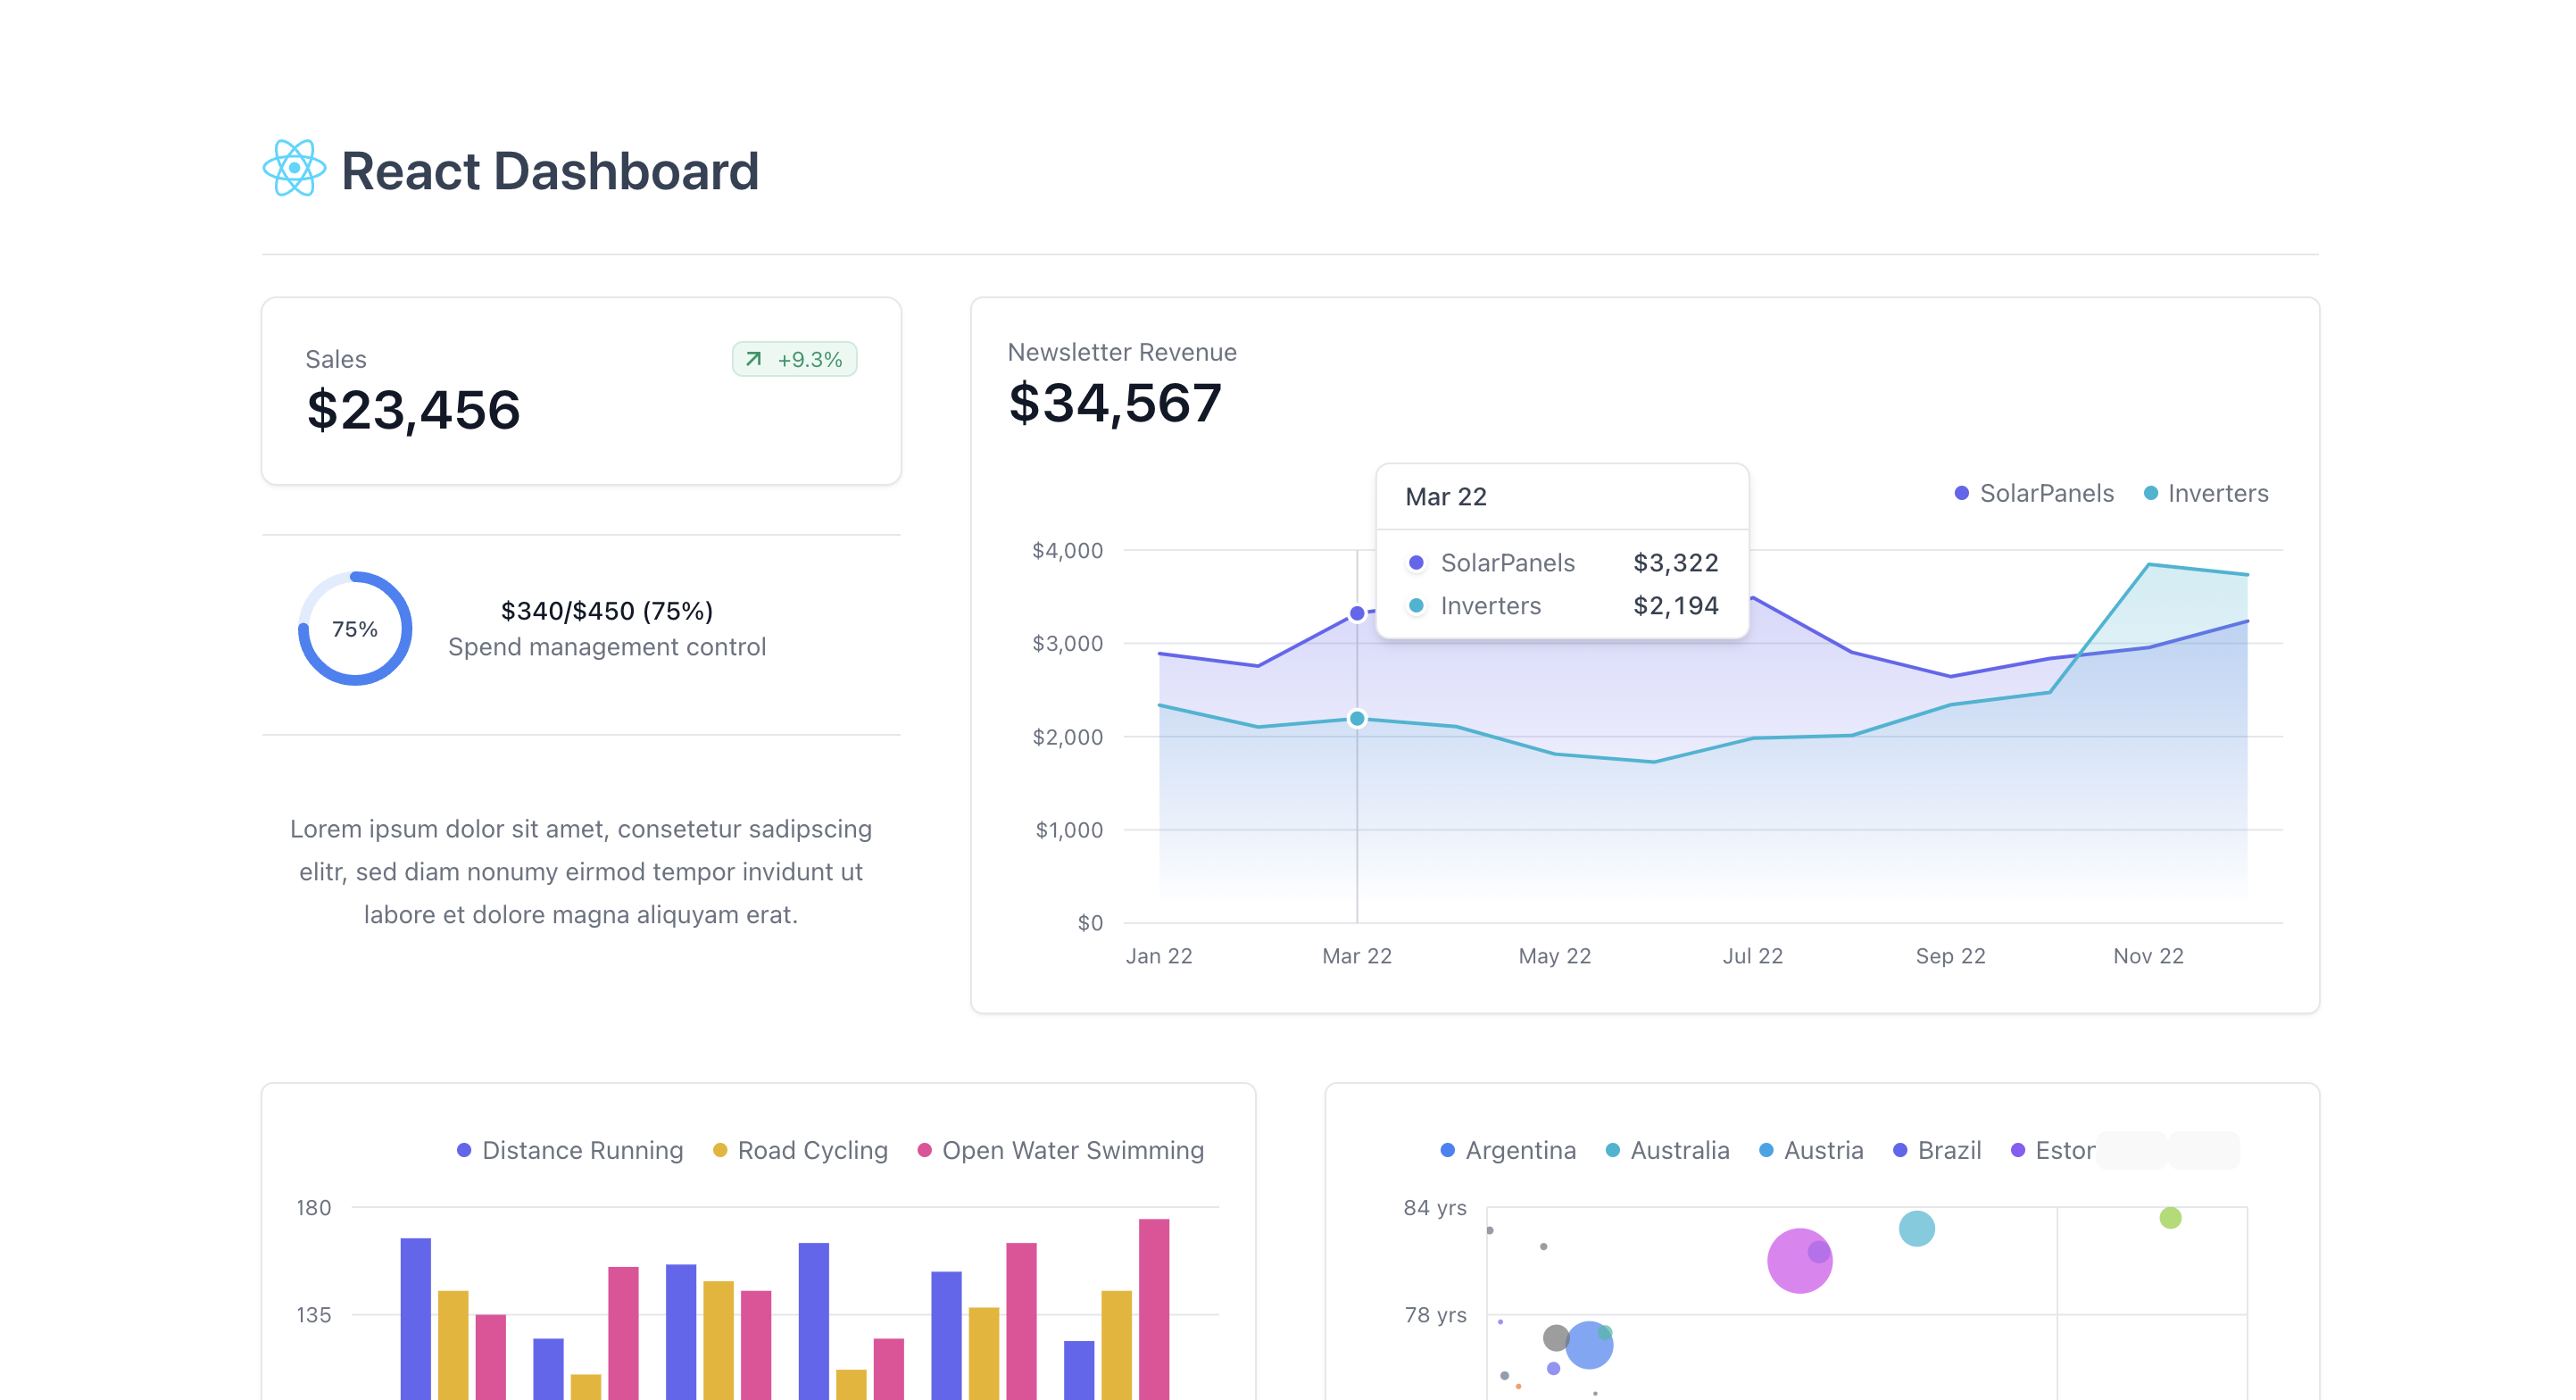 React Dashboard
Sales
+9.3%
$23,456
75%
$340/$450 (75%)
Spend management control
Lorem ipsum dolor sit amet, consetetur sadipscing
elitr, sed diam nonumy eirmod tempor invidunt ut
labore et dolore magna aliquyam erat.
Newsletter Revenue
$34,567
SolarPanels Inverters
Mar 22
SolarPanels $3,322
Inverters $2,194
$4,000
$3,000
$2,000
$1,000
$0
Jan 22 Mar 22 May 22 Jul 22 Sep 22 Nov 22
Distance Running Road Cycling Open Water Swimming
180
135
Argentina Australia Austria Brazil Estor
84 yrs
78 yrs